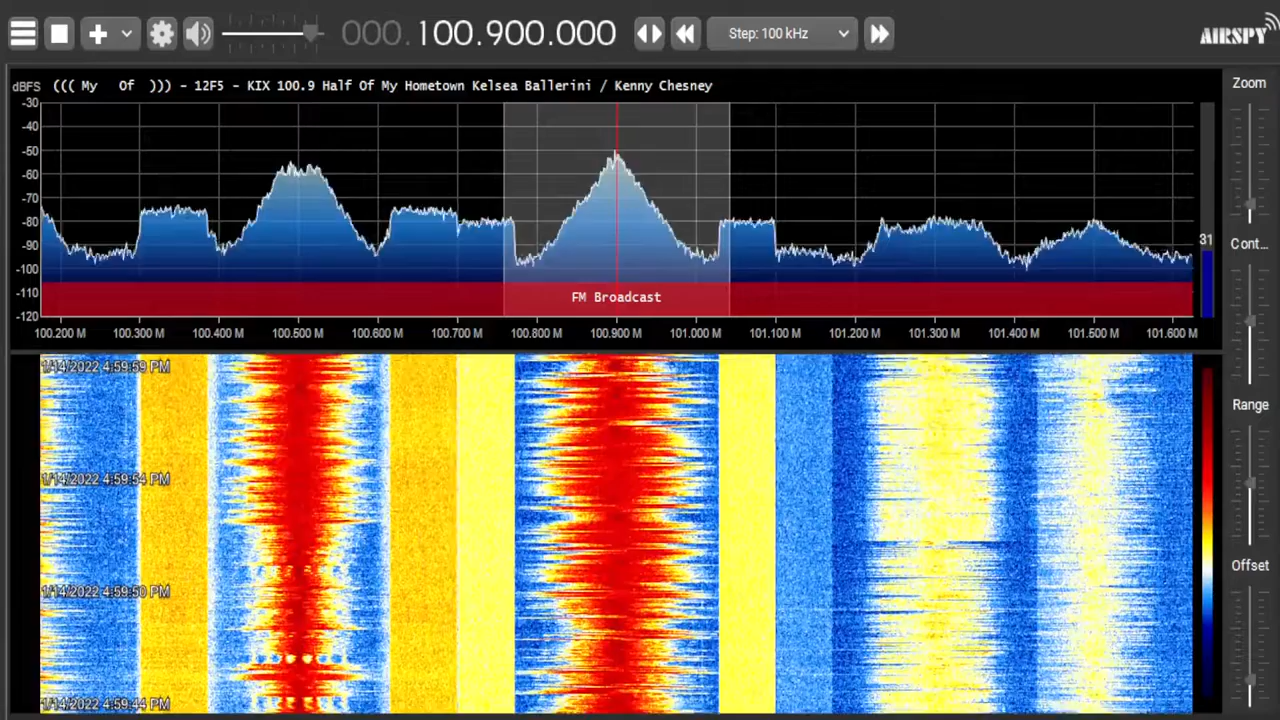 000.100.900.000
Step: 100 kHz
AIRSPY
dBFS ((( My Of ))) - 12F5 - KIX 100.9 Half Of My Hometown Kelsea Ballerini / Kenny Chesney
Zoom
-30
-40
-50
-60
-70
-80
-90
-100
-110
-120
31
Cont...
FM Broadcast
100.200 M 100.300 M 100.400 M 100.500 M 100.600 M 100.700 M 100.800 M 100.900 M 101.000 M 101.100 M 101.200 M 101.300 M 101.400 M 101.500 M 101.600 M
1/14/2022 4:59:59 PM
Range
1/14/2022 4:59:54 PM
Offset
1/14/2022 4:59:50 PM
1/14/2022 4:59:44 PM